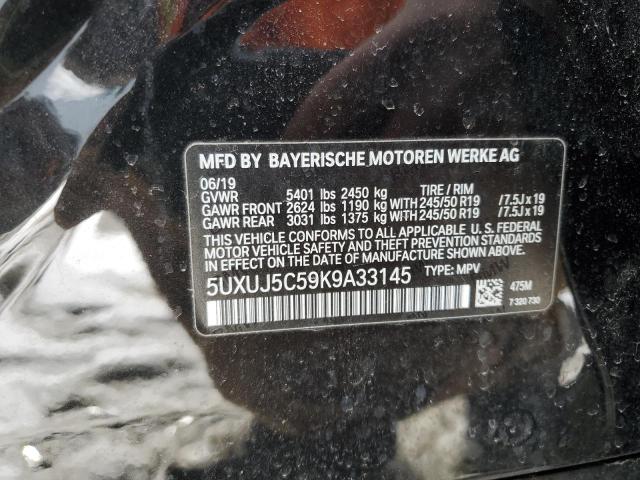 MFD BY BAYERISCHE MOTOREN WERKE AG
06/19
GVWR 5401 lbs 2450 kg TIRE / RIM
GAWR FRONT 2624 lbs 1190 kg WITH 245/50 R19 / 7.5J x 19
GAWR REAR 3031 lbs 1375 kg WITH 245/50 R19 / 7.5J x 19
THIS VEHICLE CONFORMS TO ALL APPLICABLE U. S. FEDERAL
MOTOR VEHICLE SAFETY, BUMPER, AND THEFT PREVENTION STANDARDS
IN EFFECT ON THE DATE OF MANUFACTURE SHOWN ABOVE.
5UXUJ5C59K9A33145 TYPE: MPV
475M
7 320 730